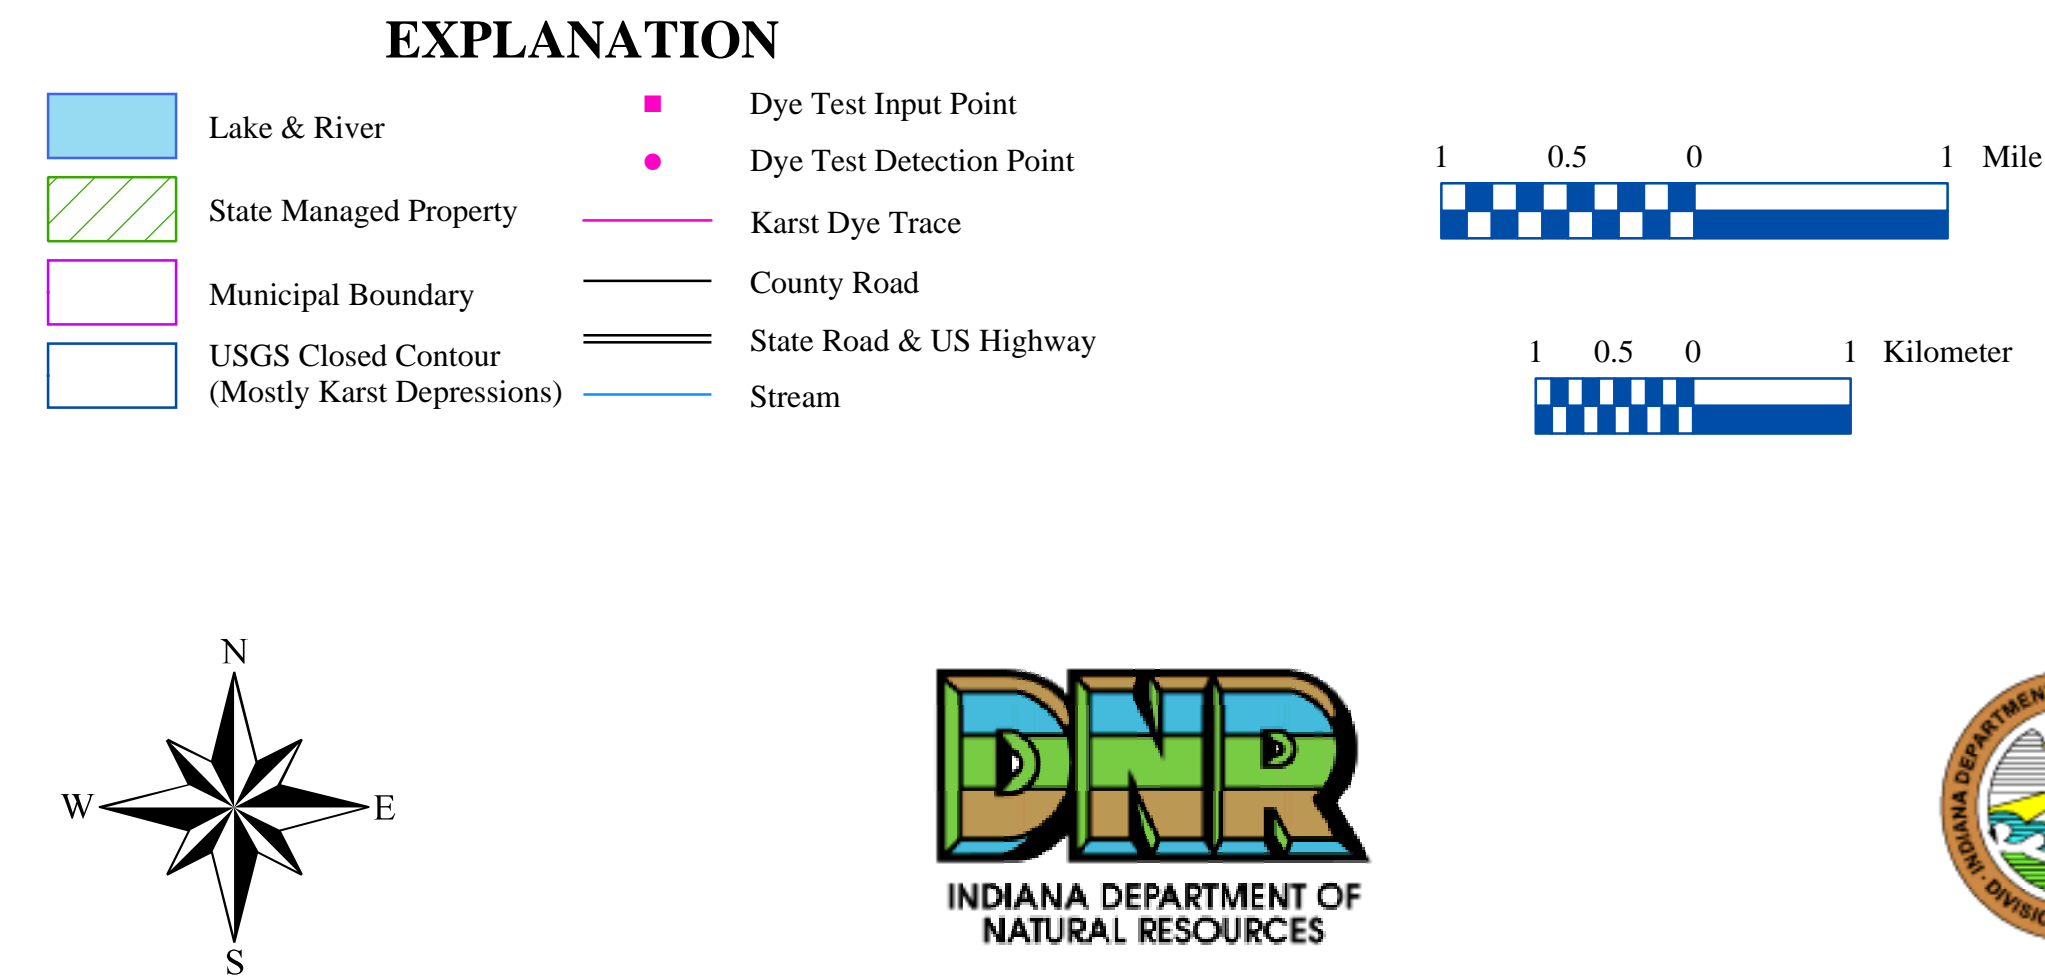 EXPLANATION
Lake & River
State Managed Property
Municipal Boundary
USGS Closed Contour
(Mostly Karst Depressions)
Dye Test Input Point
Dye Test Detection Point
Karst Dye Trace
County Road
State Road & US Highway
Stream
1 0.5 0 1 Mile
1 0.5 0 1 Kilometer
N
W E
S
DNR
INDIANA DEPARTMENT OF
NATURAL RESOURCES
INDIANA